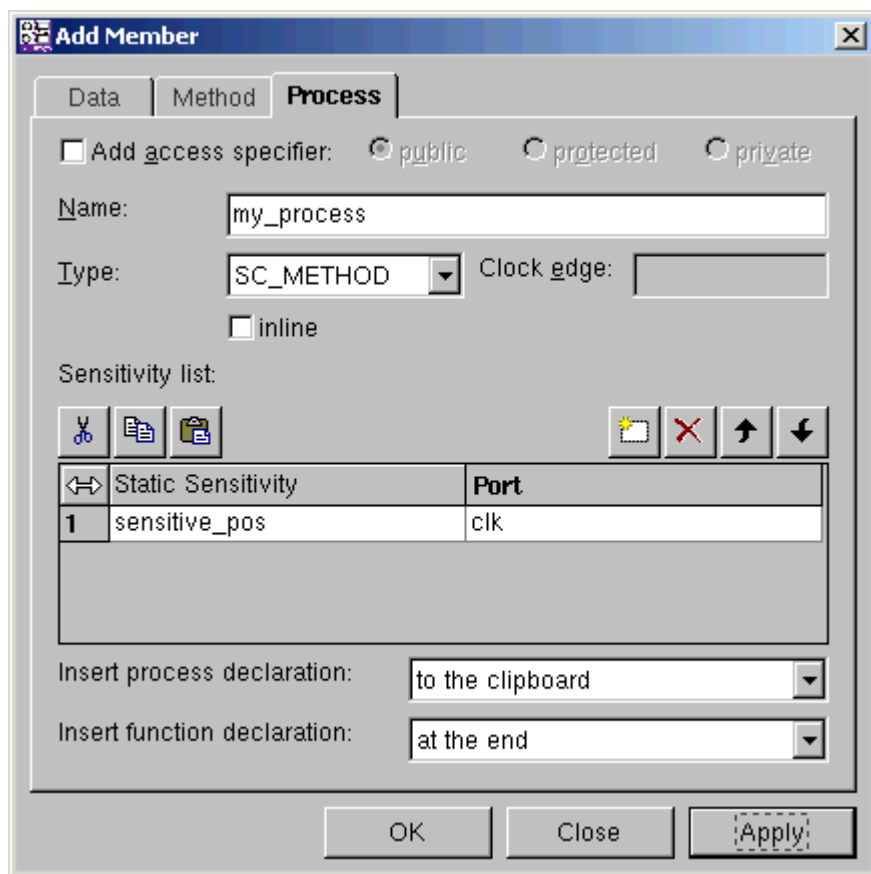 Add Member
Data Method Process
Add access specifier: public protected private
Name: my_process
Type: SC_METHOD Clock edge:
inline
Sensitivity list:
Static Sensitivity Port
1 sensitive_pos clk
Insert process declaration: to the clipboard
Insert function declaration: at the end
OK Close Apply